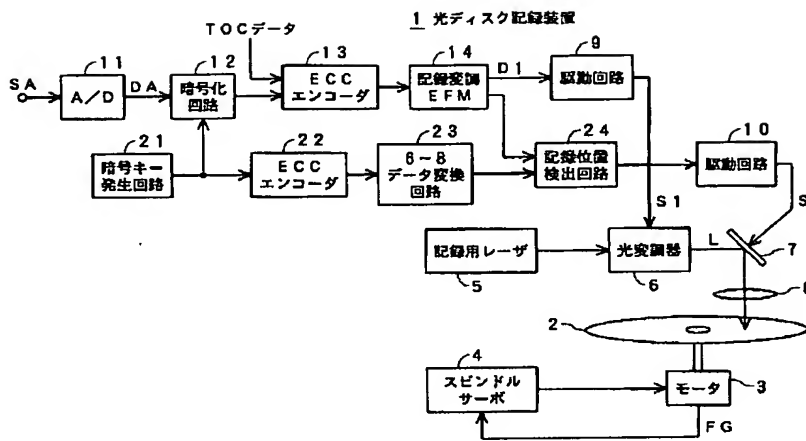 1 光ディスク記録装置
TOCデータ
SA
11
A/D
DA
12
暗号化
回路
13
ECC
エンコーダ
14
記録変調
EFM
D1
9
駆動回路
21
暗号キー
発生回路
22
ECC
エンコーダ
23
6~8
データ変換
回路
24
記録位置
検出回路
10
駆動回路
S1
S
記録用レーザ
5
光変調器
6
L
7
8
2
4
スピンドル
サーボ
モータ
3
FG